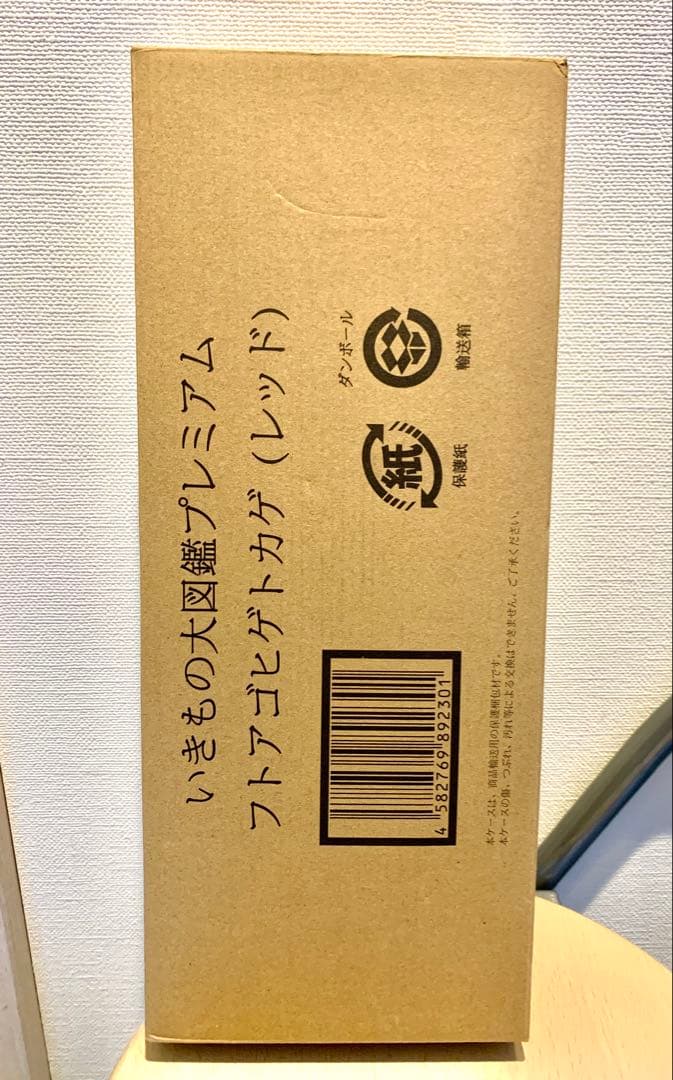 いきもの大図鑑プレミアム
フトアゴヒゲトカゲ（レッド）
ダンボール
輸送箱
紙
保護紙
4 582769 892301
本ケースは、商品輸送用の保護梱包材です。
本ケースの傷、つぶれ、汚れ等による交換はできません。ご了承ください。